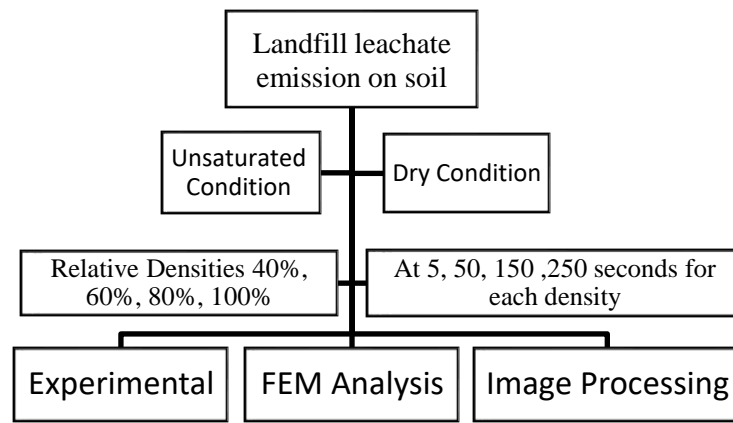 Landfill leachate
emission on soil
Unsaturated
Condition
Dry Condition
Relative Densities 40%,
60%, 80%, 100%
At 5, 50, 150 ,250 seconds for
each density
Experimental
FEM Analysis
Image Processing